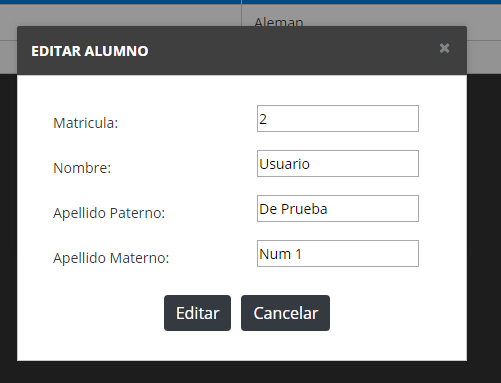 Aleman
EDITAR ALUMNO ×
Matricula: 2
Nombre: Usuario
Apellido Paterno: De Prueba
Apellido Materno: Num 1
Editar Cancelar